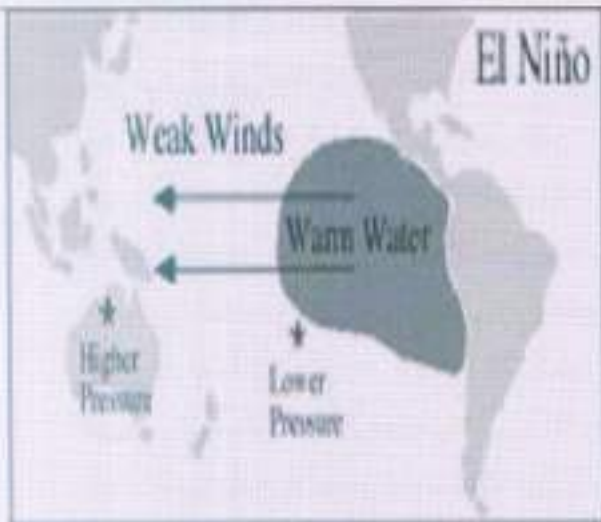 El Niño
Weak Winds
Warm Water
Higher
Pressure
Lower
Pressure